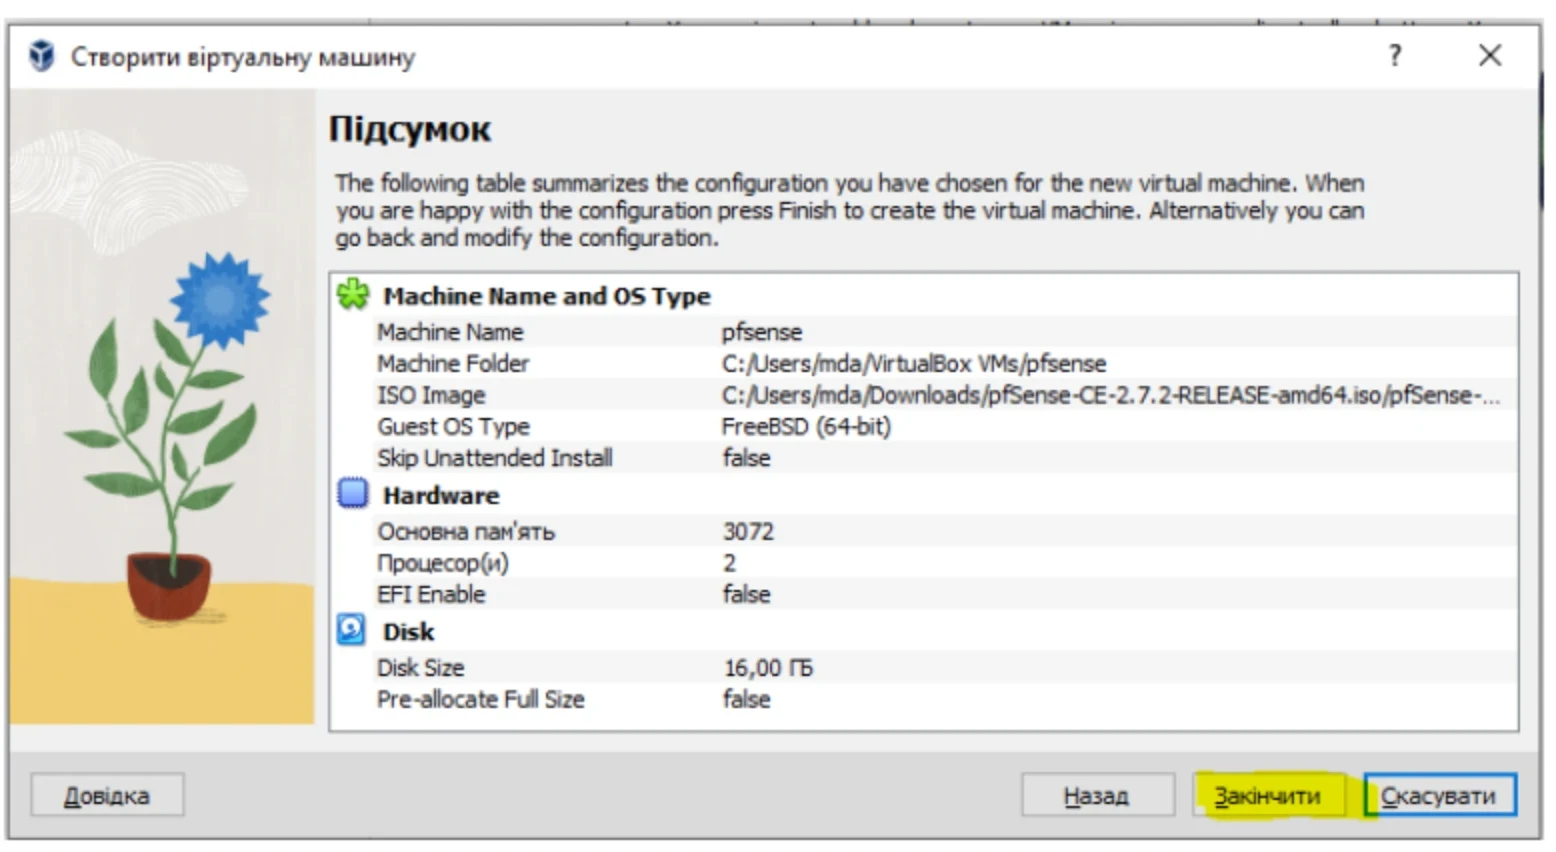 Створити віртуальну машину
?
Підсумок
The following table summarizes the configuration you have chosen for the new virtual machine. When
you are happy with the configuration press Finish to create the virtual machine. Alternatively you can
go back and modify the configuration.
Machine Name and OS Type
Machine Name pfsense
Machine Folder C:/Users/mda/VirtualBox VMs/pfsense
ISO Image C:/Users/mda/Downloads/pfSense-CE-2.7.2-RELEASE-amd64.iso/pfSense-...
Guest OS Type FreeBSD (64-bit)
Skip Unattended Install false
Hardware
Основна пам'ять 3072
Процесор(и) 2
EFI Enable false
Disk
Disk Size 16,00 ГБ
Pre-allocate Full Size false
Довідка Назад Закінчити Скасувати